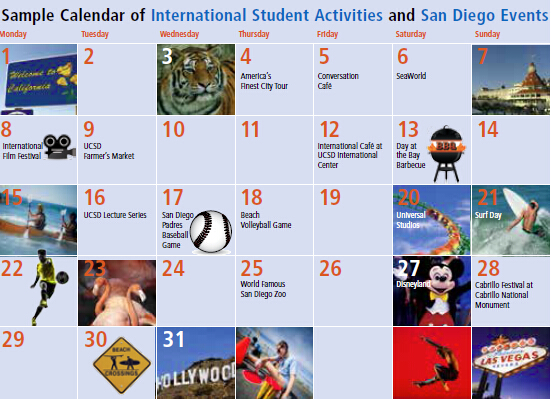 Sample Calendar of International Student Activities and San Diego Events
Monday Tuesday Wednesday Thursday Friday Saturday Sunday
1 2 3 4 5 6 7
Welcome to
California
America's
Finest City Tour
Conversation
Café
SeaWorld
8 9 10 11 12 13 14
International
Film Festival
UCSD
Farmer's Market
International Café at
UCSD International
Center
Day at
the Bay
Barbecue
BBQ
15 16 17 18 19 20 21
UCSD Lecture Series
San Diego
Padres
Baseball
Game
Beach
Volleyball Game
Universal
Studios
Surf Day
22 23 24 25 26 27 28
World Famous
San Diego Zoo
Disneyland
Cabrillo Festival at
Cabrillo National
Monument
29 30 31
BEACH
CROSSINGS
HOLLYWOOD
LAS VEGAS